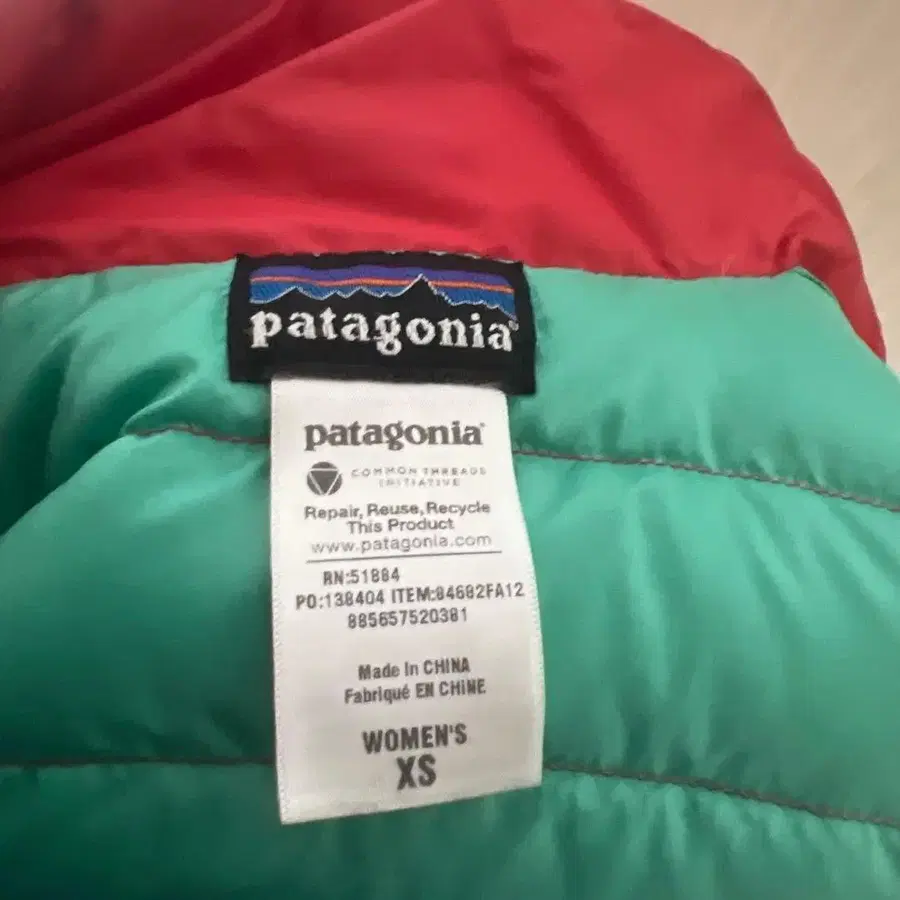 patagonia®
patagonia®
COMMON THREADS
INITIATIVE
Repair, Reuse, Recycle
This Product
www.patagonia.com
RN:51884
PO:138404 ITEM:84682FA12
885657520381
Made In CHINA
Fabriqué EN CHINE
WOMEN'S
XS